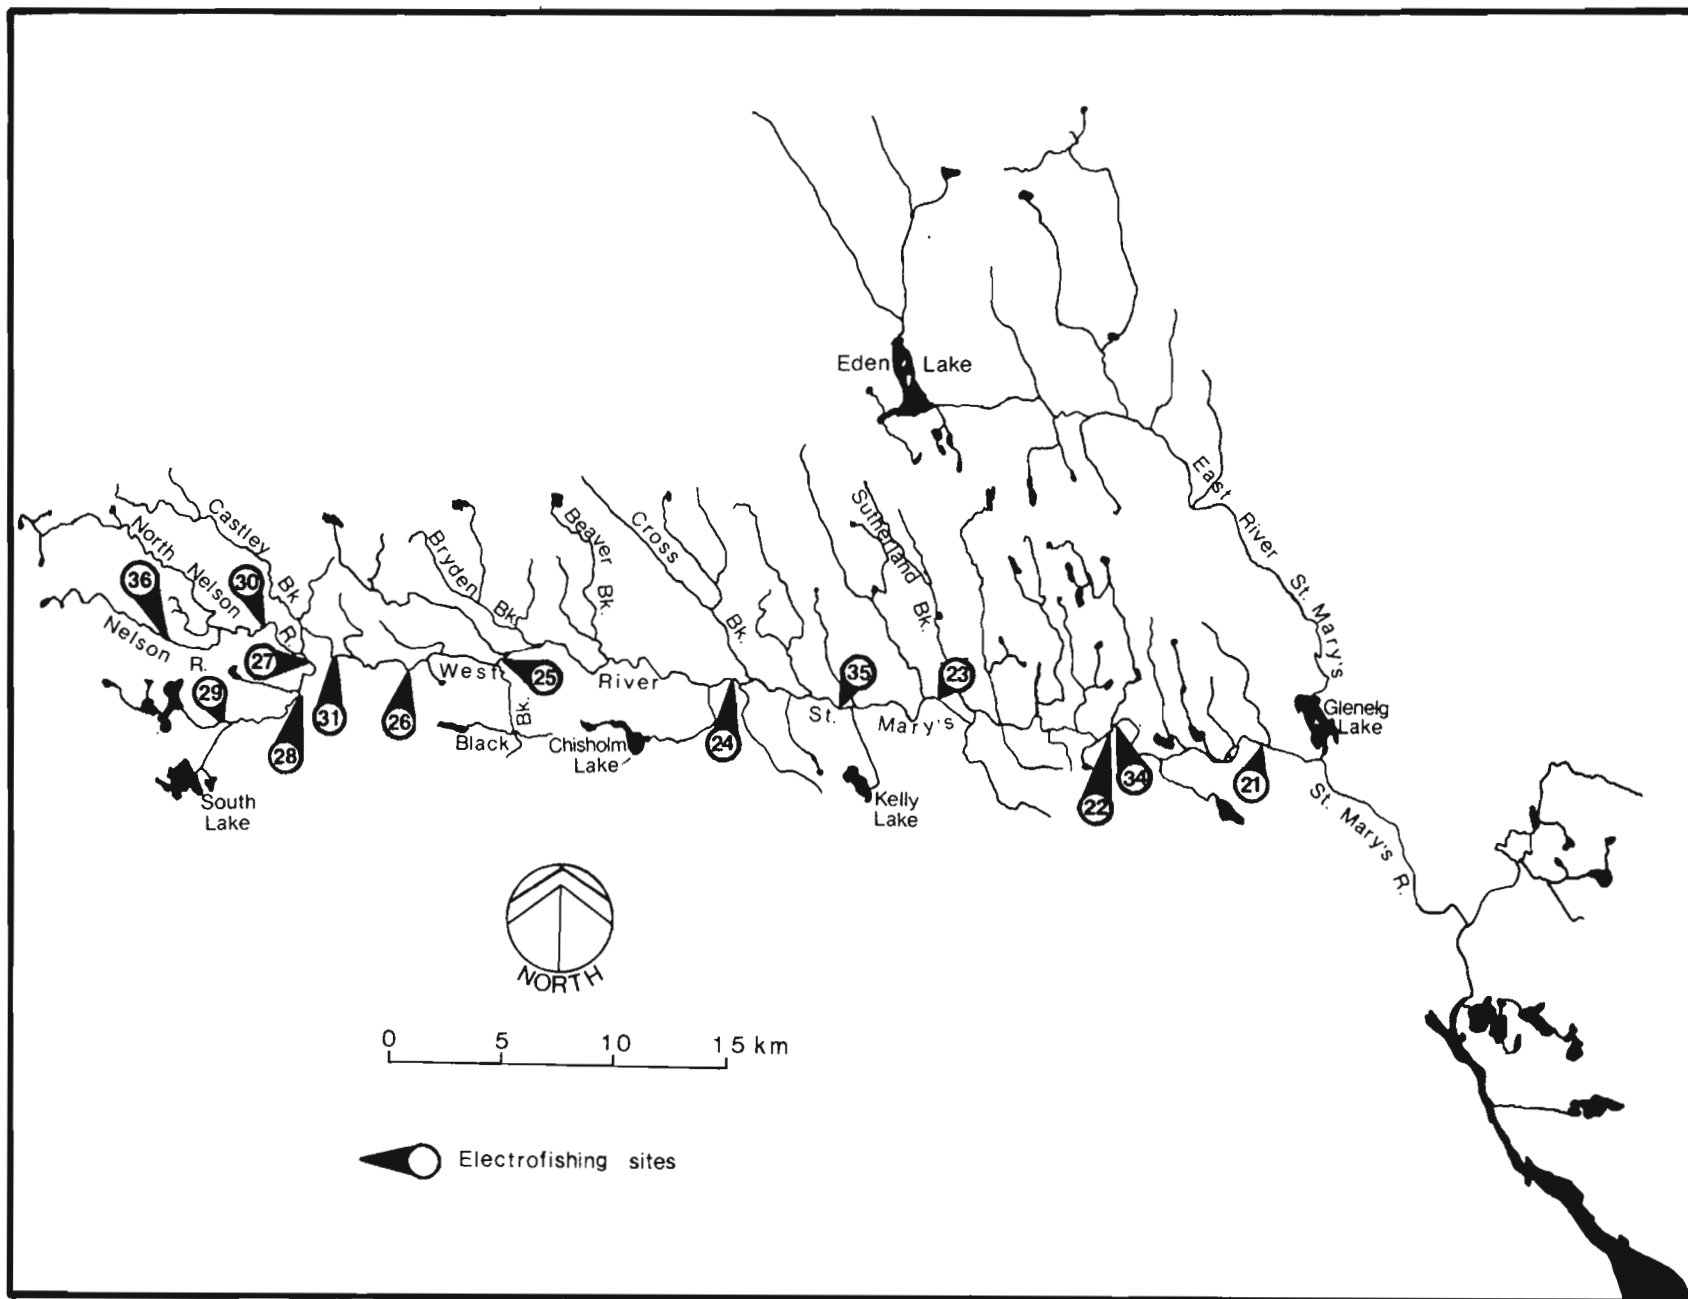 Eden Lake
East River St. Mary's
Castley Bk.
North Nelson R.
Nelson R.
Bryden Bk.
Beaver Bk.
Cross Bk.
Sutherland Bk.
36
30
27
29
28
31
26
25
24
35
23
22
34
21
West River St. Mary's
Black Bk.
Chisholm
Lake
South
Lake
Kelly
Lake
Glenelg
Lake
St. Mary's R.
NORTH
0 5 10 15 km
Electrofishing sites